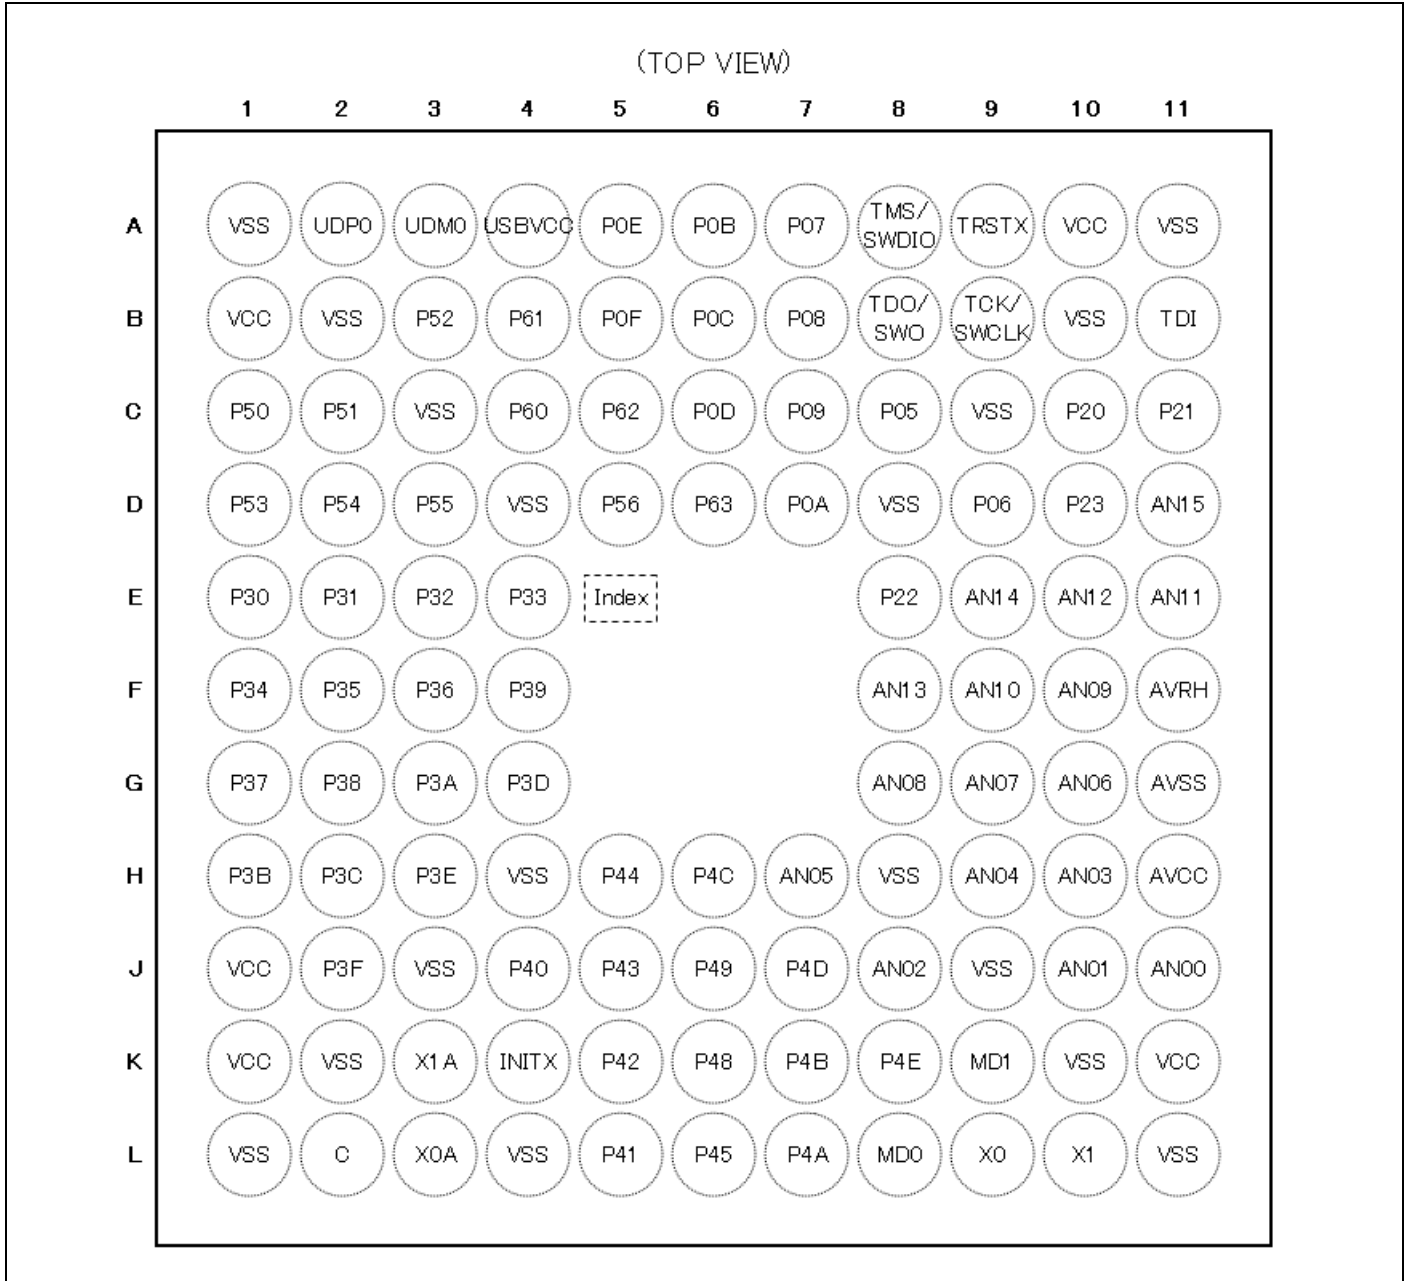 (TOP VIEW)
1 2 3 4 5 6 7 8 9 10 11
A VSS UDP0 UDM0 USBVCC P0E P0B P07 TMS/SWDIO TRSTX VCC VSS
B VCC VSS P52 P61 P0F P0C P08 TDO/SWO TCK/SWCLK VSS TDI
C P50 P51 VSS P60 P62 P0D P09 P05 VSS P20 P21
D P53 P54 P55 VSS P56 P63 P0A VSS P06 P23 AN15
E P30 P31 P32 P33 Index P22 AN14 AN12 AN11
F P34 P35 P36 P39 AN13 AN10 AN09 AVRH
G P37 P38 P3A P3D AN08 AN07 AN06 AVSS
H P3B P3C P3E VSS P44 P4C AN05 VSS AN04 AN03 AVCC
J VCC P3F VSS P40 P43 P49 P4D AN02 VSS AN01 AN00
K VCC VSS X1A INITX P42 P48 P4B P4E MD1 VSS VCC
L VSS C X0A VSS P41 P45 P4A MD0 X0 X1 VSS